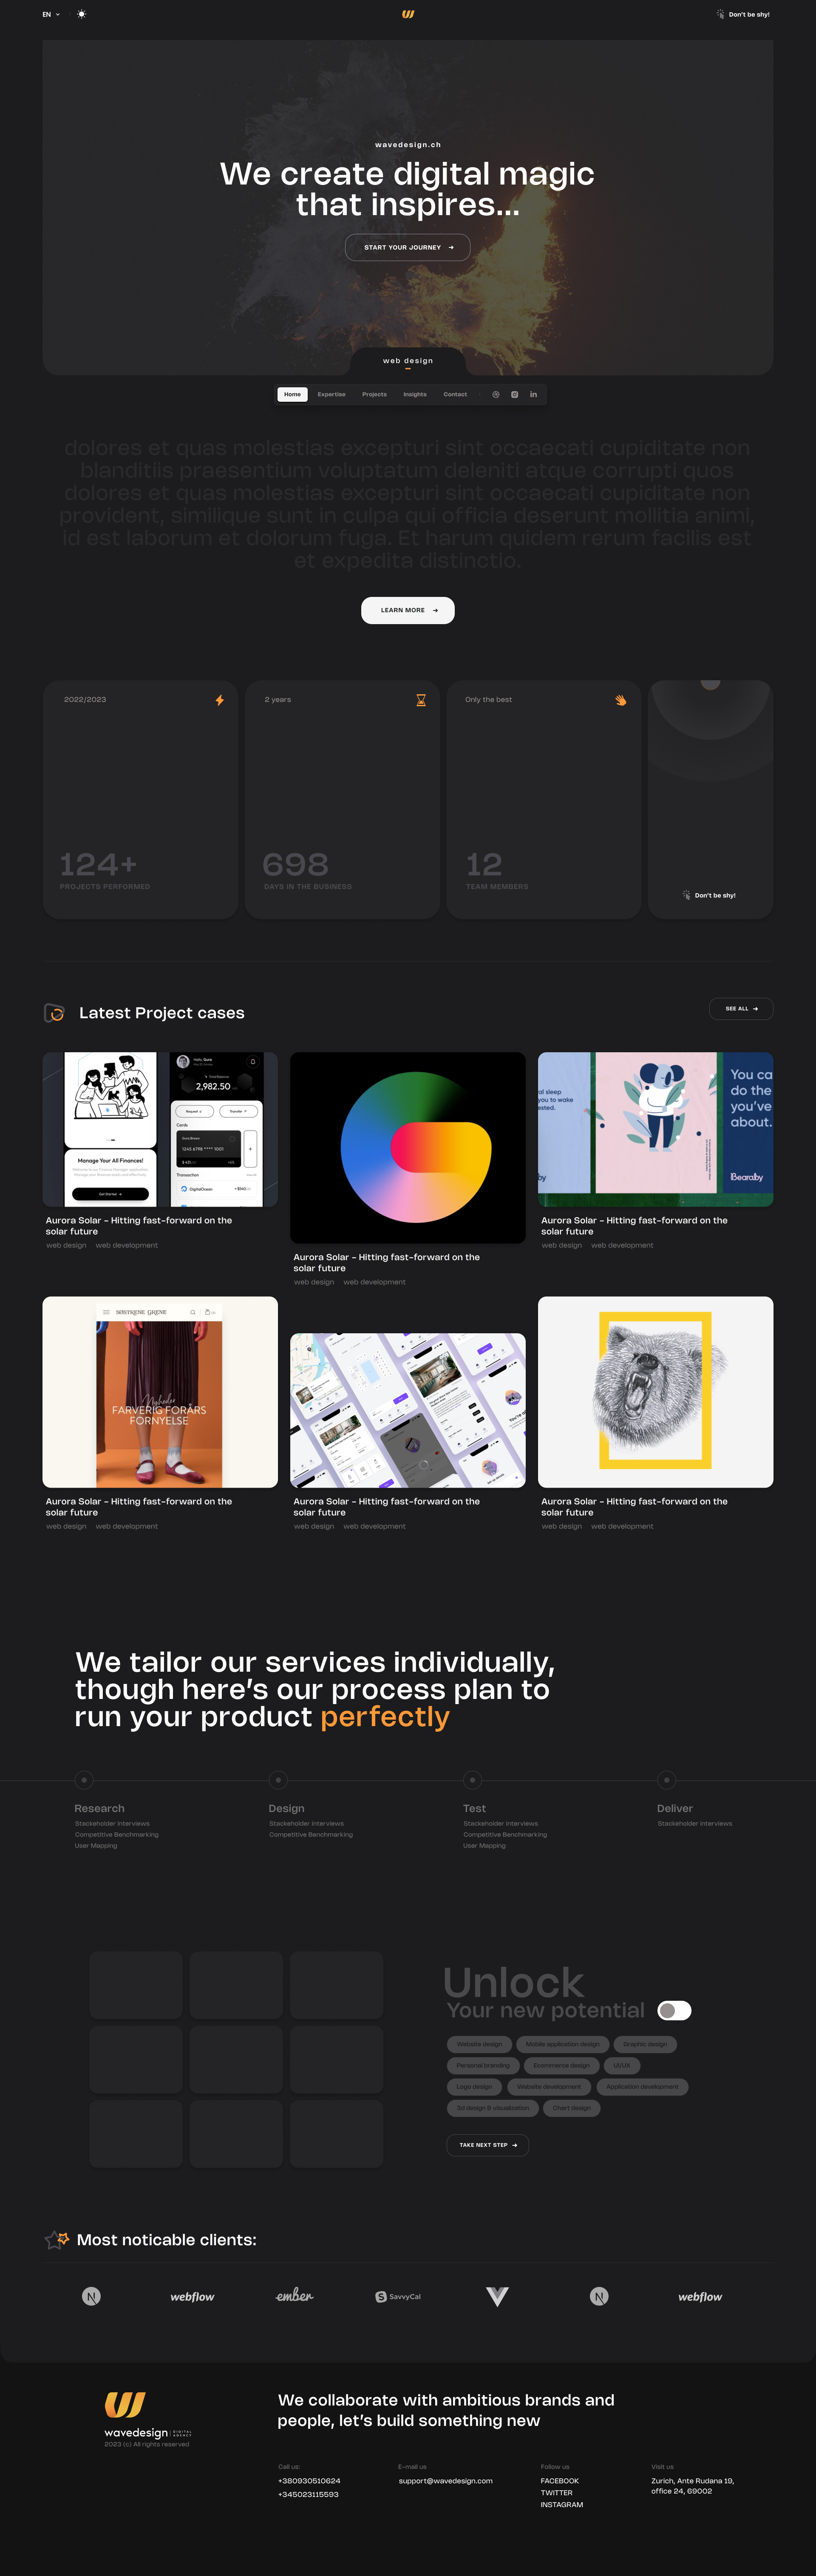 EN
Don't be shy!
wavedesign.ch
We create digital magic
that inspires...
START YOUR JOURNEY
web design
Home Expertise Projects Insights Contact
dolores et quas molestias excepturi sint occaecati cupiditate non
blanditiis praesentium voluptatum deleniti atque corrupti quos
dolores et quas molestias excepturi sint occaecati cupiditate non
provident, similique sunt in culpa qui officia deserunt mollitia animi,
id est laborum et dolorum fuga. Et harum quidem rerum facilis est
et expedita distinctio.
LEARN MORE
2022/2023
124+
PROJECTS PERFORMED
2 years
698
DAYS IN THE BUSINESS
Only the best
12
TEAM MEMBERS
Don't be shy!
Latest Project cases
SEE ALL
Manage Your All Finances!
Get Started
Hello, Gura
Total Balance
2,982.50
Request
Transfer
Cards
1245 6798 **** 1001
Transaction
DigitalOcean
Aurora Solar - Hitting fast-forward on the
solar future
web design web development
Aurora Solar - Hitting fast-forward on the
solar future
web design web development
You ca
do the
you've
about.
Bearaby
Aurora Solar - Hitting fast-forward on the
solar future
web design web development
SØSTRENE GRENE
Nyheder
FARVERIG FORÅRS
FORNYELSE
Aurora Solar - Hitting fast-forward on the
solar future
web design web development
Aurora Solar - Hitting fast-forward on the
solar future
web design web development
Aurora Solar - Hitting fast-forward on the
solar future
web design web development
We tailor our services individually,
though here's our process plan to
run your product perfectly
Research
Stackeholder interviews
Competitive Benchmarking
User Mapping
Design
Stackeholder interviews
Competitive Benchmarking
Test
Stackeholder interviews
Competitive Benchmarking
User Mapping
Deliver
Stackeholder interviews
Unlock
Your new potential
Website design Mobile application design Graphic design
Personal branding Ecommerce design UI/UX
Logo design Website development Application development
3d design & visualization Chart design
TAKE NEXT STEP
Most noticable clients:
N webflow ember S SavvyCal N webflow
wavedesign DIGITAL AGENCY
2023 (c) All rights reserved
We collaborate with ambitious brands and
people, let's build something new
Call us:
+380930510624
+345023115593
E-mail us
support@wavedesign.com
Follow us
FACEBOOK
TWITTER
INSTAGRAM
Visit us
Zurich, Ante Rudana 19,
office 24, 69002